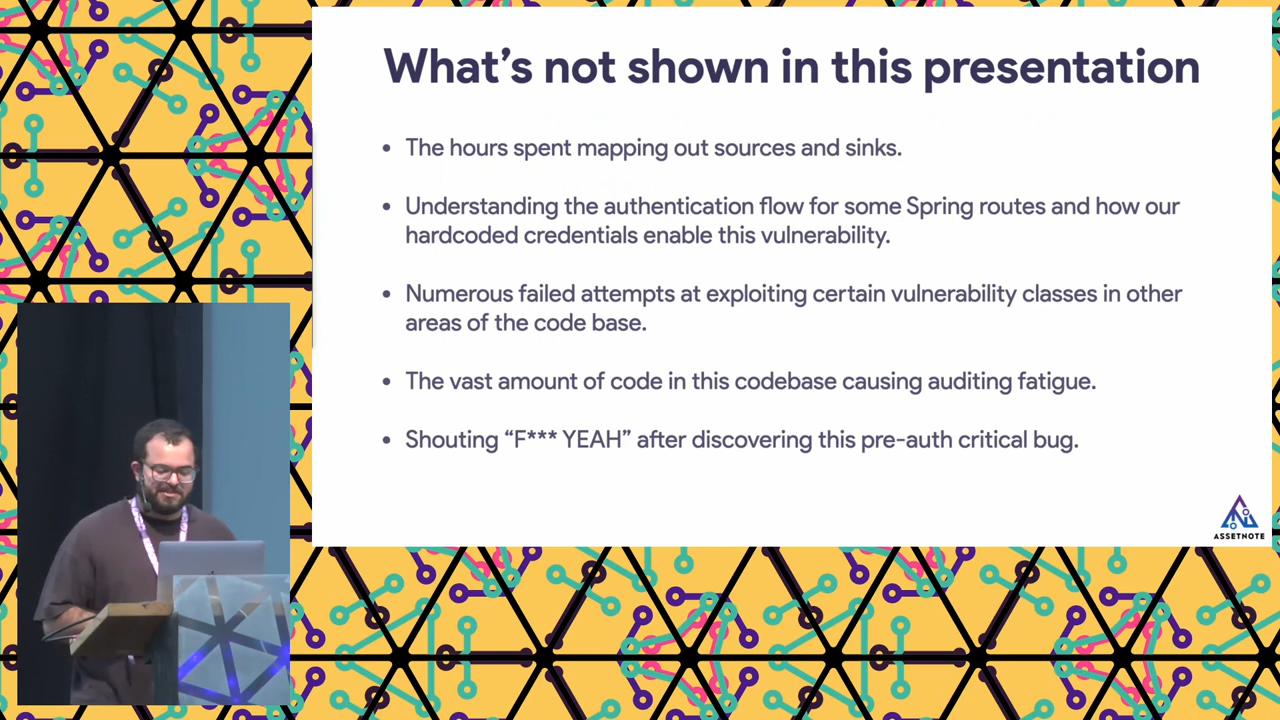 What’s not shown in this presentation
• The hours spent mapping out sources and sinks.
• Understanding the authentication flow for some Spring routes and how our
hardcoded credentials enable this vulnerability.
• Numerous failed attempts at exploiting certain vulnerability classes in other
areas of the code base.
• The vast amount of code in this codebase causing auditing fatigue.
• Shouting “F*** YEAH” after discovering this pre-auth critical bug.
ASSETNOTE